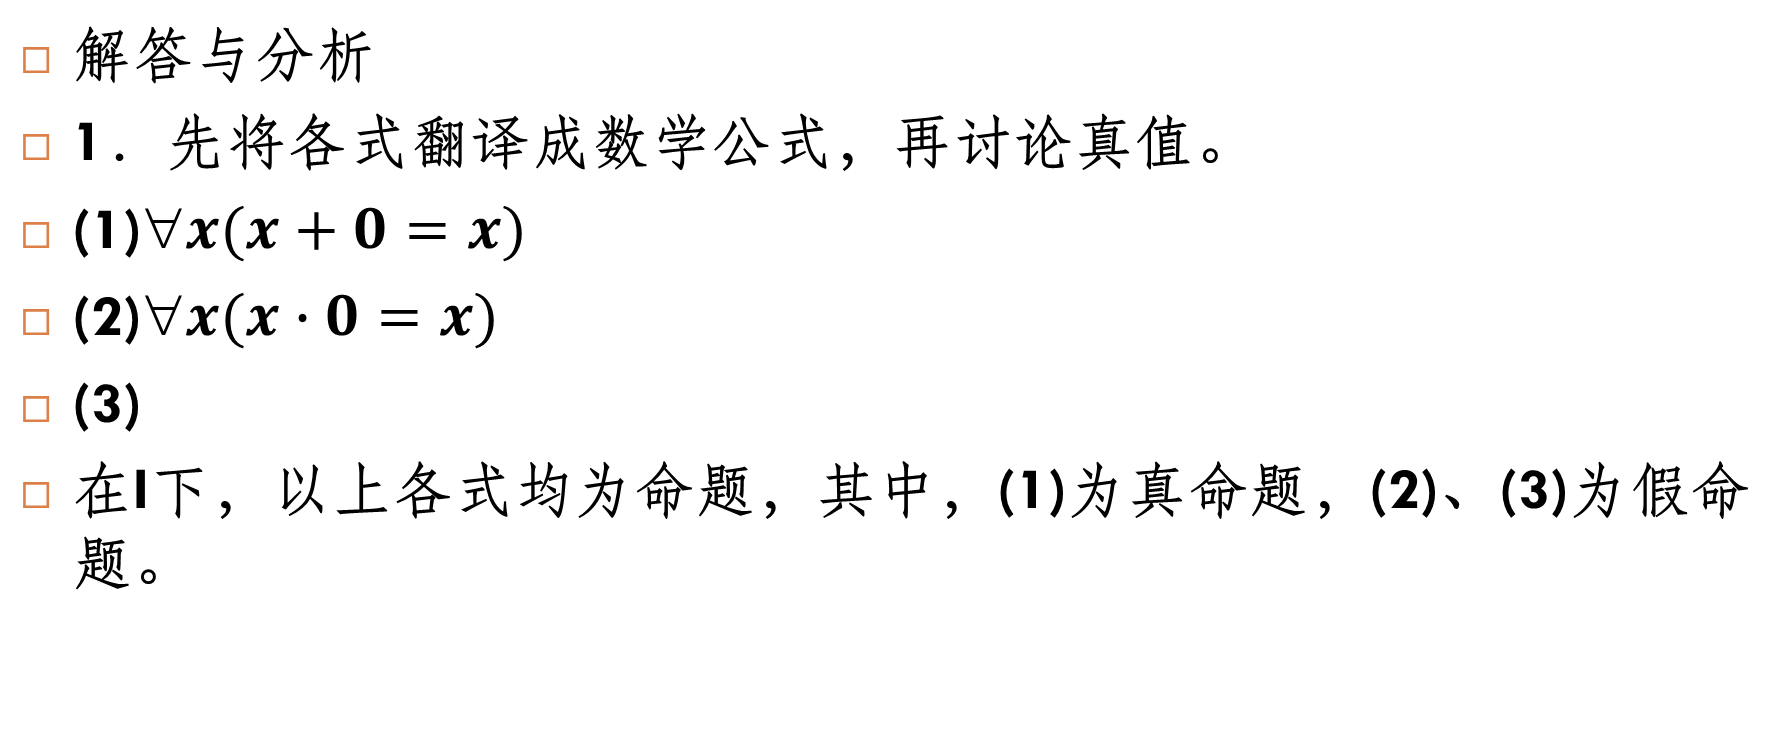 解答与分析
1．先将各式翻译成数学公式，再讨论真值。
(1)∀x(x + 0 = x)
(2)∀x(x · 0 = x)
(3)
在I下，以上各式均为命题，其中，(1)为真命题，(2)、(3)为假命
题。